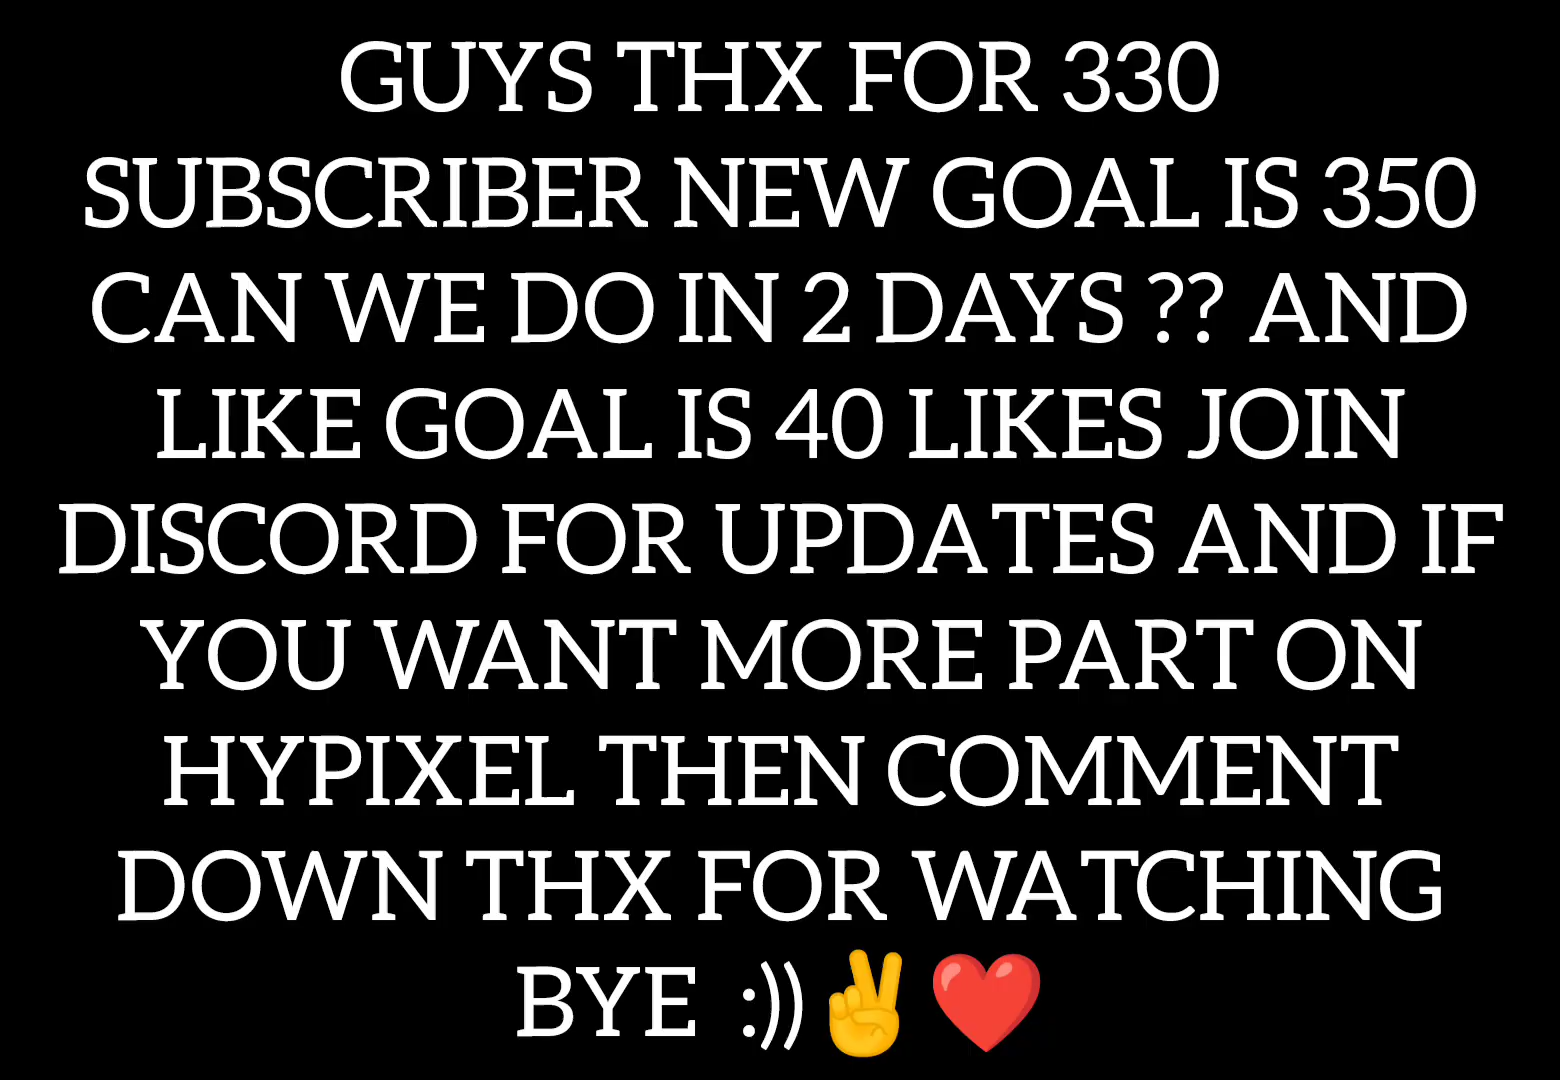 GUYS THX FOR 330
SUBSCRIBER NEW GOAL IS 350
CAN WE DO IN 2 DAYS ?? AND
LIKE GOAL IS 40 LIKES JOIN
DISCORD FOR UPDATES AND IF
YOU WANT MORE PART ON
HYPIXEL THEN COMMENT
DOWN THX FOR WATCHING
BYE :))✌️❤️